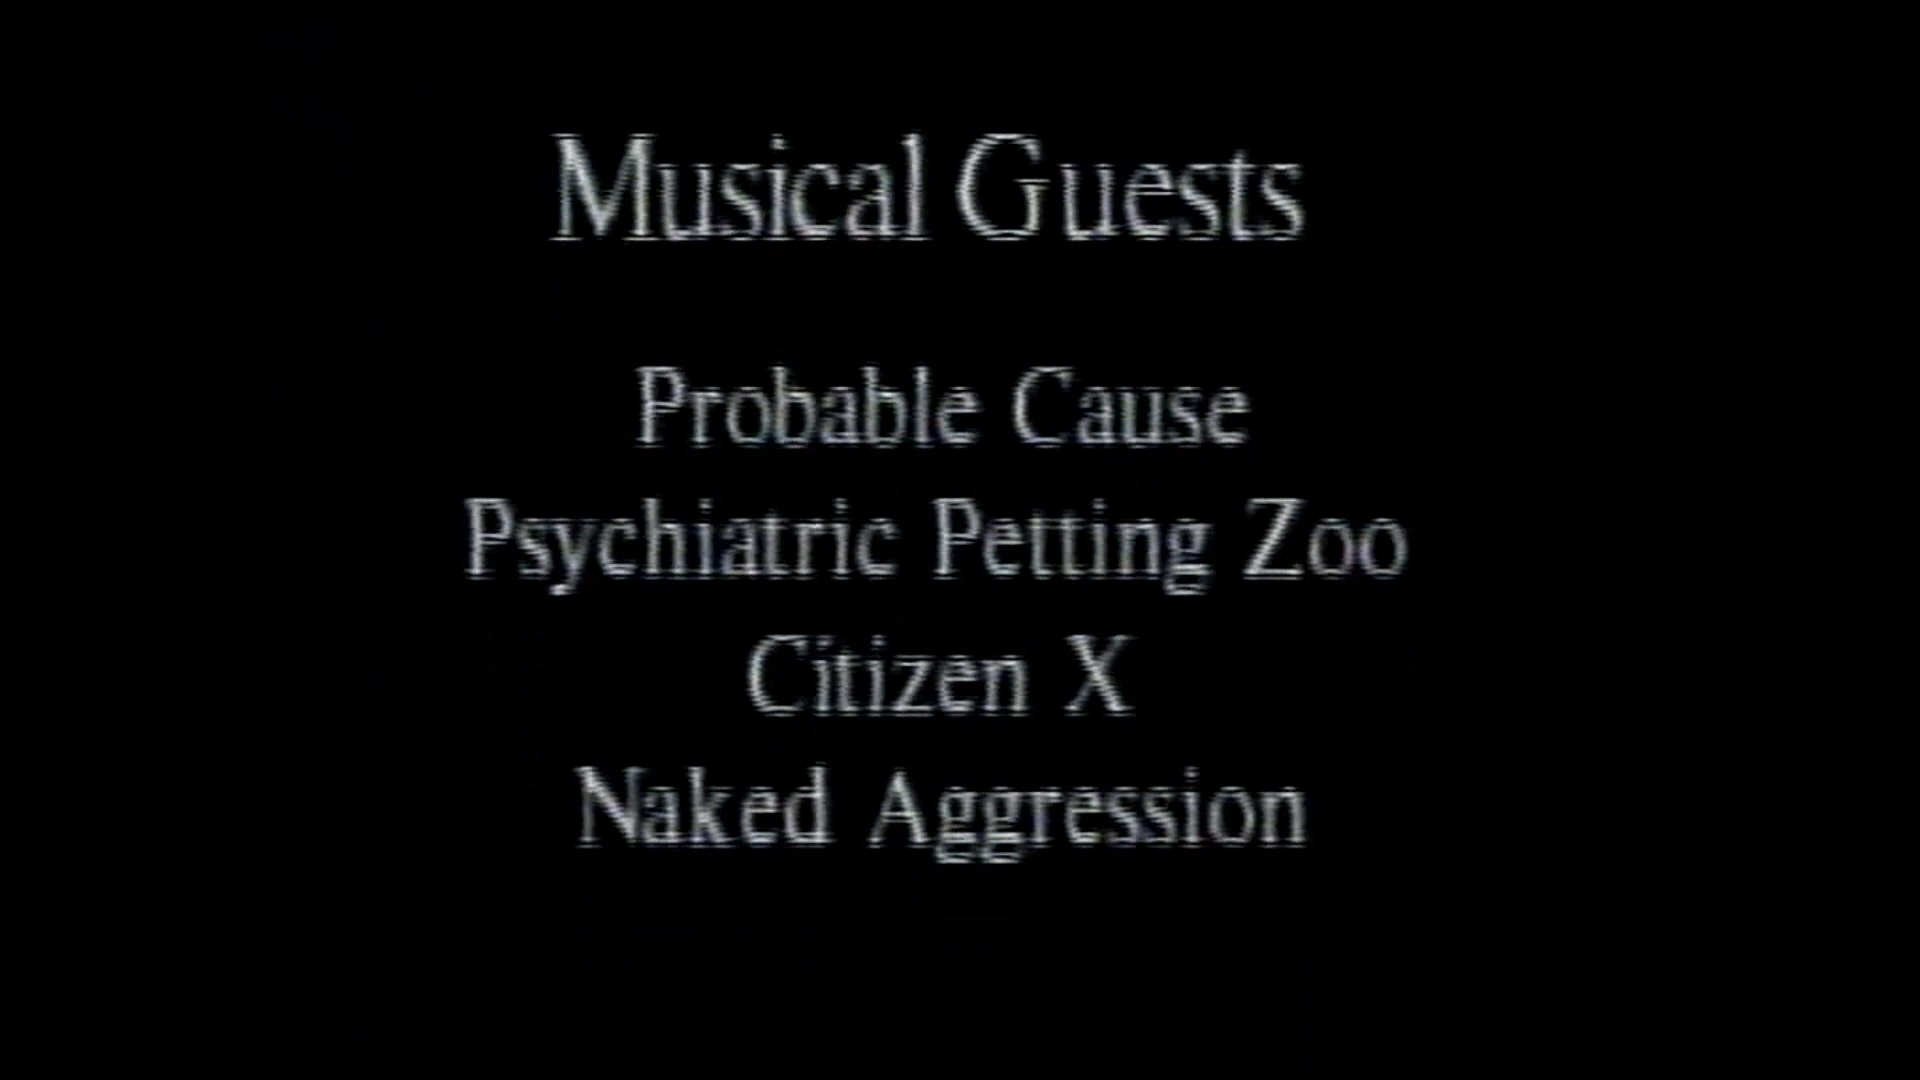 Musical Guests
Probable Cause
Psychiatric Petting Zoo
Citizen X
Naked Aggression